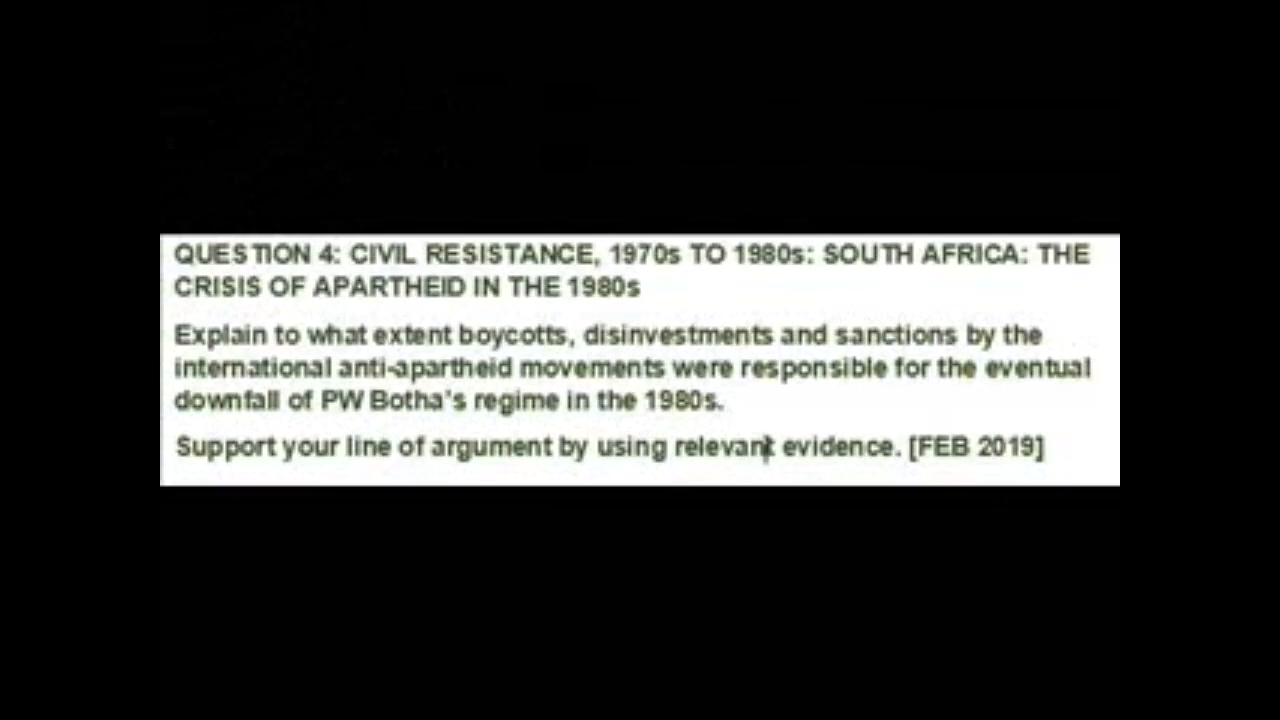 QUESTION 4: CIVIL RESISTANCE, 1970s TO 1980s: SOUTH AFRICA: THE
CRISIS OF APARTHEID IN THE 1980s
Explain to what extent boycotts, disinvestments and sanctions by the
international anti-apartheid movements were responsible for the eventual
downfall of PW Botha's regime in the 1980s.
Support your line of argument by using relevant evidence. [FEB 2019]